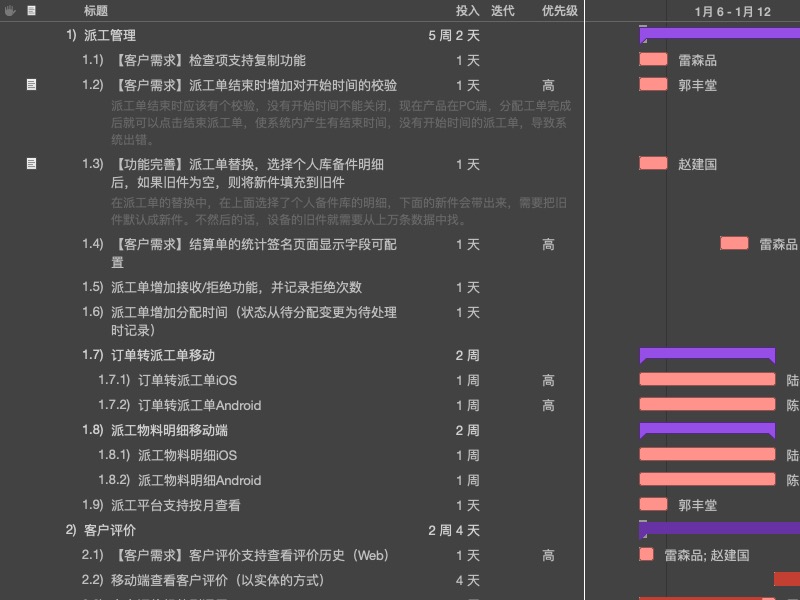 标题 投入 迭代 优先级 1月 6 - 1月 12
1) 派工管理 5 周 2 天
1.1) 【客户需求】检查项支持复制功能 1 天 雷森品
1.2) 【客户需求】派工单结束时增加对开始时间的校验 1 天 高 郭丰堂
派工单结束时应该有个校验，没有开始时间不能关闭，现在产品在PC端，分配工单完成
后就可以点击结束派工单，使系统内产生有结束时间，没有开始时间的派工单，导致系
统出错。
1.3) 【功能完善】派工单替换，选择个人库备件明细 1 天 赵建国
后，如果旧件为空，则将新件填充到旧件
在派工单的替换中，在上面选择了个人备件库的明细，下面的新件会带出来，需要把旧
件默认成新件。不然后的话，设备的旧件就需要从上万条数据中找。
1.4) 【客户需求】结算单的统计签名页面显示字段可配 1 天 高 雷森品
置
1.5) 派工单增加接收/拒绝功能，并记录拒绝次数 1 天
1.6) 派工单增加分配时间（状态从待分配变更为待处理 1 天
时记录）
1.7) 订单转派工单移动 2 周
1.7.1) 订单转派工单iOS 1 周 高 陆
1.7.2) 订单转派工单Android 1 周 高 陈
1.8) 派工物料明细移动端 2 周
1.8.1) 派工物料明细iOS 1 周 陆
1.8.2) 派工物料明细Android 1 周 陈
1.9) 派工平台支持按月查看 1 天 郭丰堂
2) 客户评价 2 周 4 天
2.1) 【客户需求】客户评价支持查看评价历史（Web） 1 天 高 雷森品; 赵建国
2.2) 移动端查看客户评价（以实体的方式） 4 天